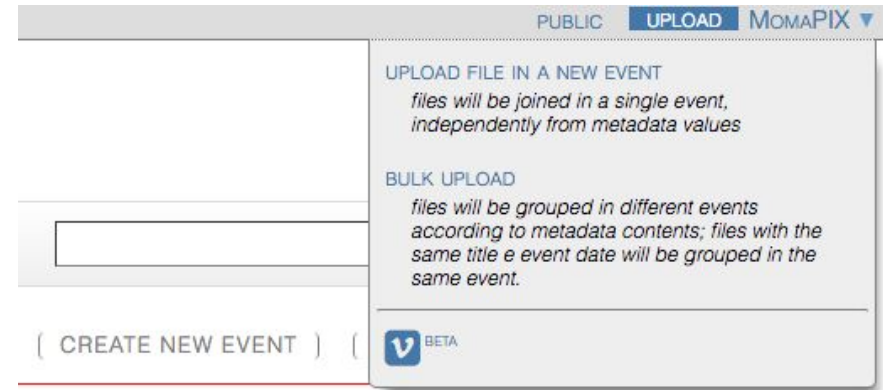 PUBLIC UPLOAD MOMAPIX ▼
UPLOAD FILE IN A NEW EVENT
files will be joined in a single event,
independently from metadata values
BULK UPLOAD
files will be grouped in different events
according to metadata contents; files with the
same title e event date will be grouped in the
same event.
( CREATE NEW EVENT ) (
BETA